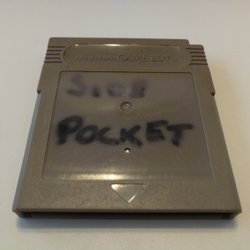 Nintendo GAME BOY
SIDE
POCKET